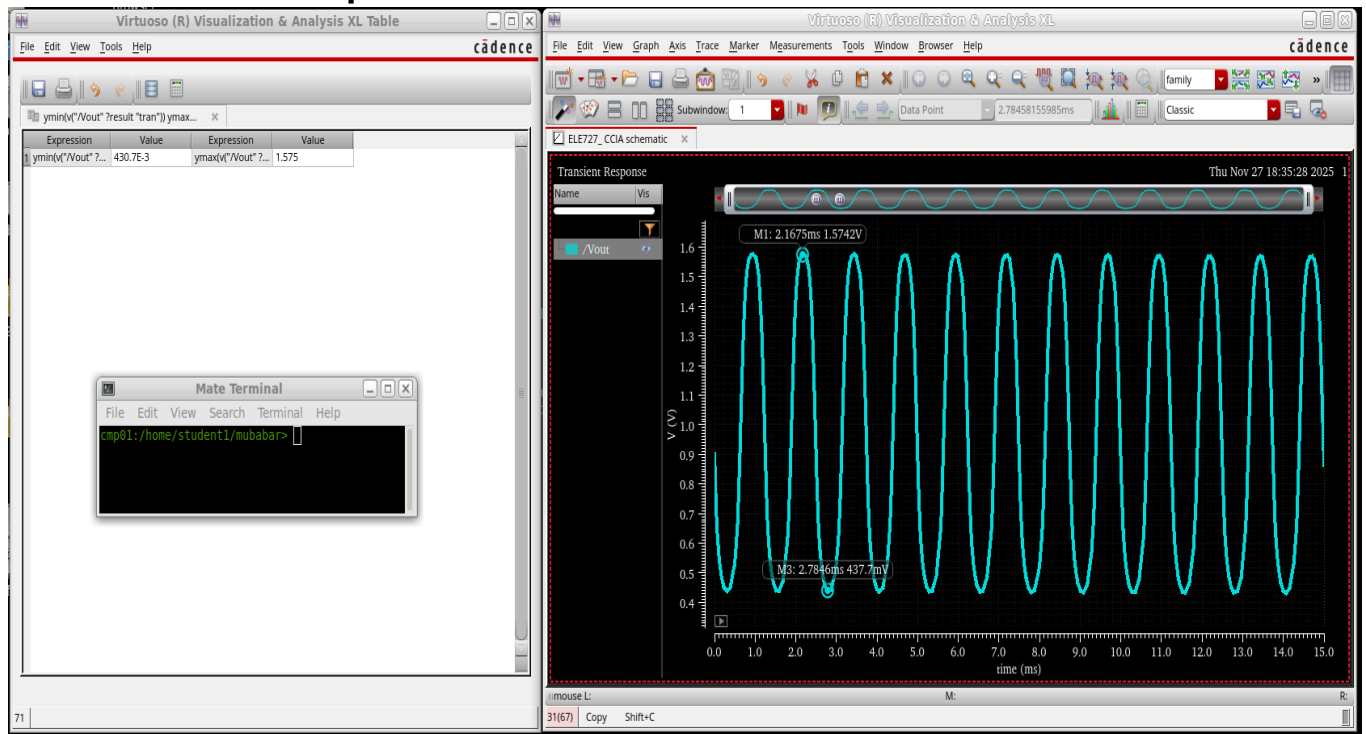 Virtuoso (R) Visualization & Analysis XL Table
File Edit View Tools Help
cādence
ymin(v("/Vout" ?result "tran")) ymax...
Expression Value Expression Value
1 ymin(v("/Vout" ?... 430.7E-3 ymax(v("/Vout" ?... 1.575
Mate Terminal
File Edit View Search Terminal Help
cmp01:/home/student1/mubabar>
71
Virtuoso (R) Visualization & Analysis XL
File Edit View Graph Axis Trace Marker Measurements Tools Window Browser Help
cādence
family
»
Subwindow: 1
Data Point
2.78458155985ms
Classic
ELE727_ CCIA schematic
Transient Response
Thu Nov 27 18:35:28 2025 1
Name Vis
/Vout
M1: 2.1675ms 1.5742V
M3: 2.7846ms 437.7mV
V (V)
1.6
1.5
1.4
1.3
1.2
1.1
1.0
0.9
0.8
0.7
0.6
0.5
0.4
0.0 1.0 2.0 3.0 4.0 5.0 6.0 7.0 8.0 9.0 10.0 11.0 12.0 13.0 14.0 15.0
time (ms)
mouse L: M: R:
31(67) Copy Shift+C